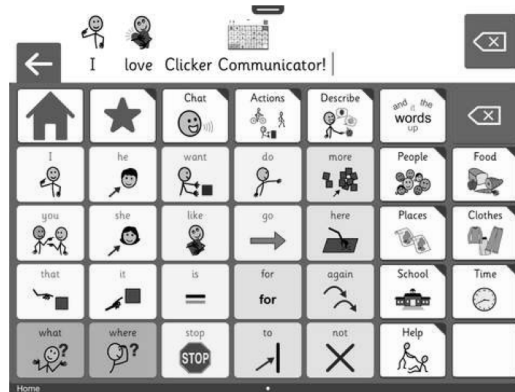 I love Clicker Communicator!
Chat Actions Describe and it the words up
I he want do more People Food
you she like go here Places Clothes
that it is for again School Time
for
what where stop to not Help
STOP
Home